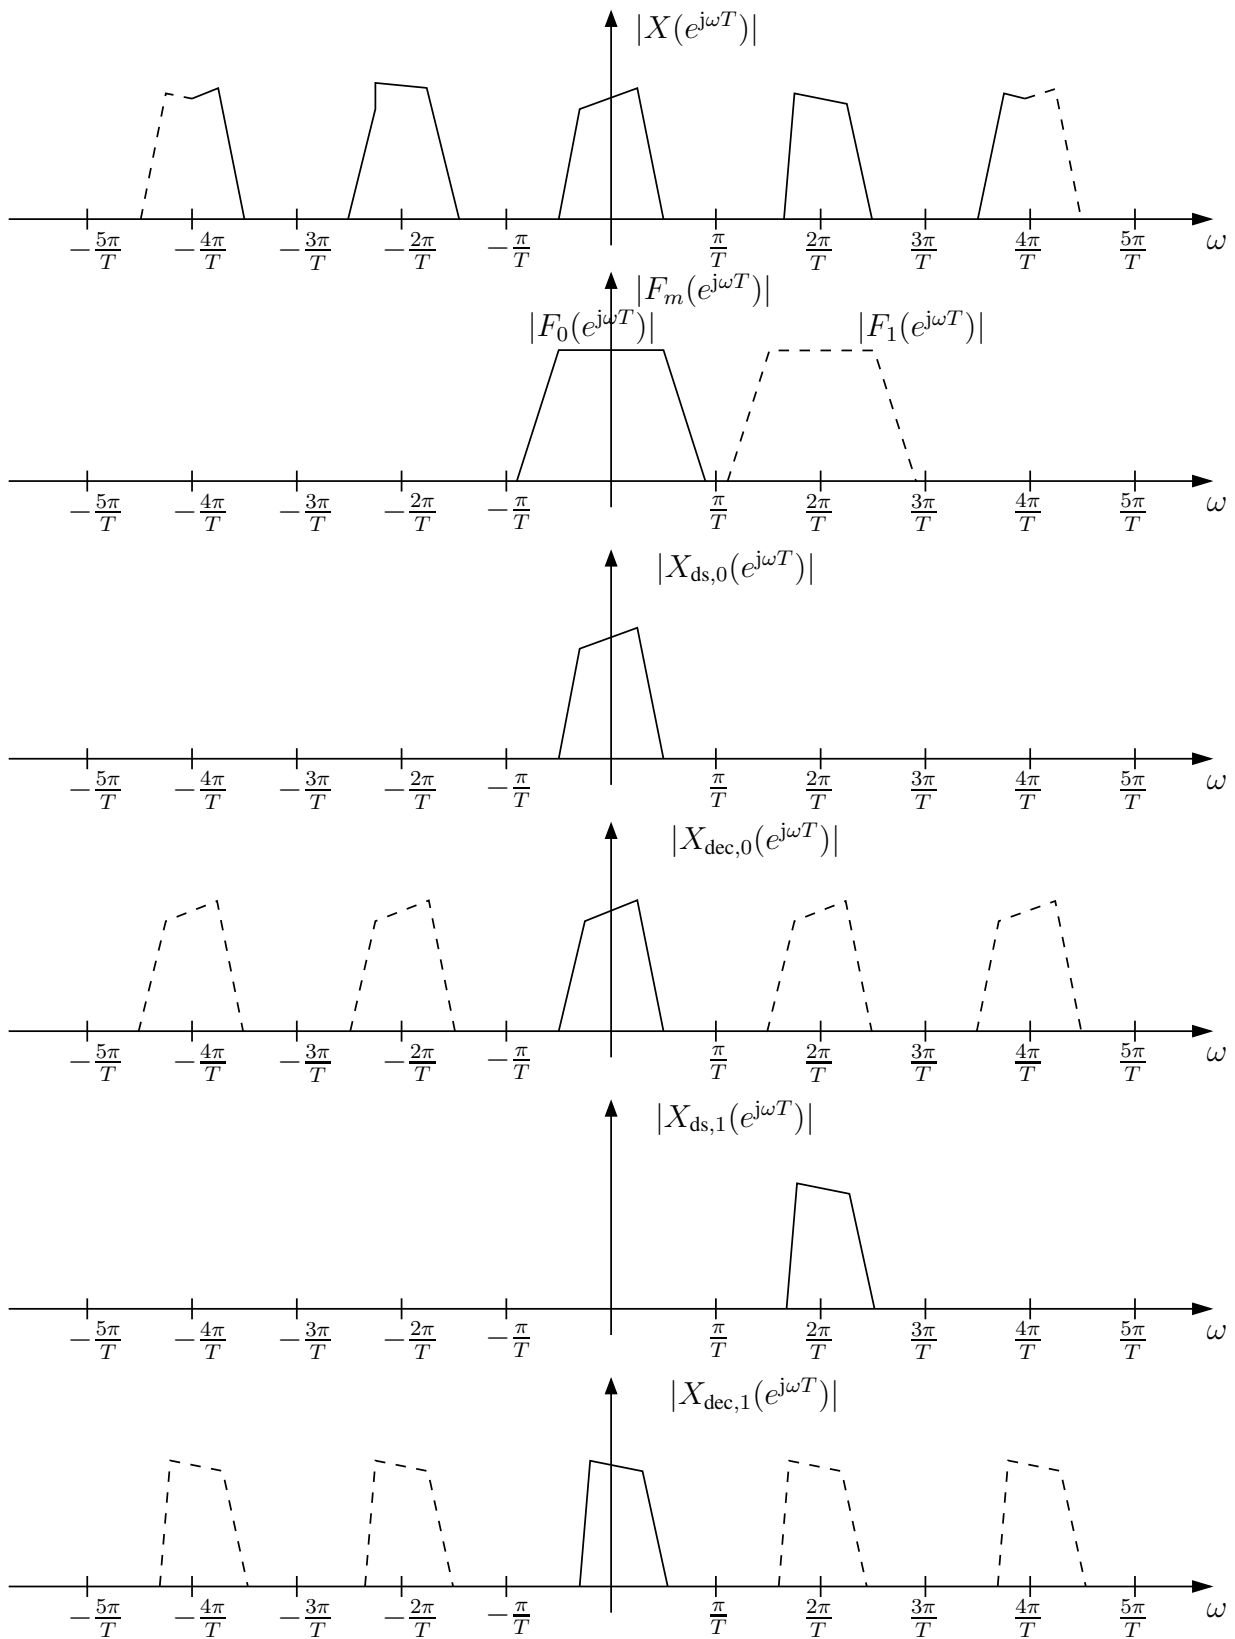 |X(e^{jωT})|
-5π/T -4π/T -3π/T -2π/T -π/T π/T 2π/T 3π/T 4π/T 5π/T ω
|F_m(e^{jωT})|
|F_0(e^{jωT})| |F_1(e^{jωT})|
-5π/T -4π/T -3π/T -2π/T -π/T π/T 2π/T 3π/T 4π/T 5π/T ω
|X_{ds,0}(e^{jωT})|
-5π/T -4π/T -3π/T -2π/T -π/T π/T 2π/T 3π/T 4π/T 5π/T ω
|X_{dec,0}(e^{jωT})|
-5π/T -4π/T -3π/T -2π/T -π/T π/T 2π/T 3π/T 4π/T 5π/T ω
|X_{ds,1}(e^{jωT})|
-5π/T -4π/T -3π/T -2π/T -π/T π/T 2π/T 3π/T 4π/T 5π/T ω
|X_{dec,1}(e^{jωT})|
-5π/T -4π/T -3π/T -2π/T -π/T π/T 2π/T 3π/T 4π/T 5π/T ω